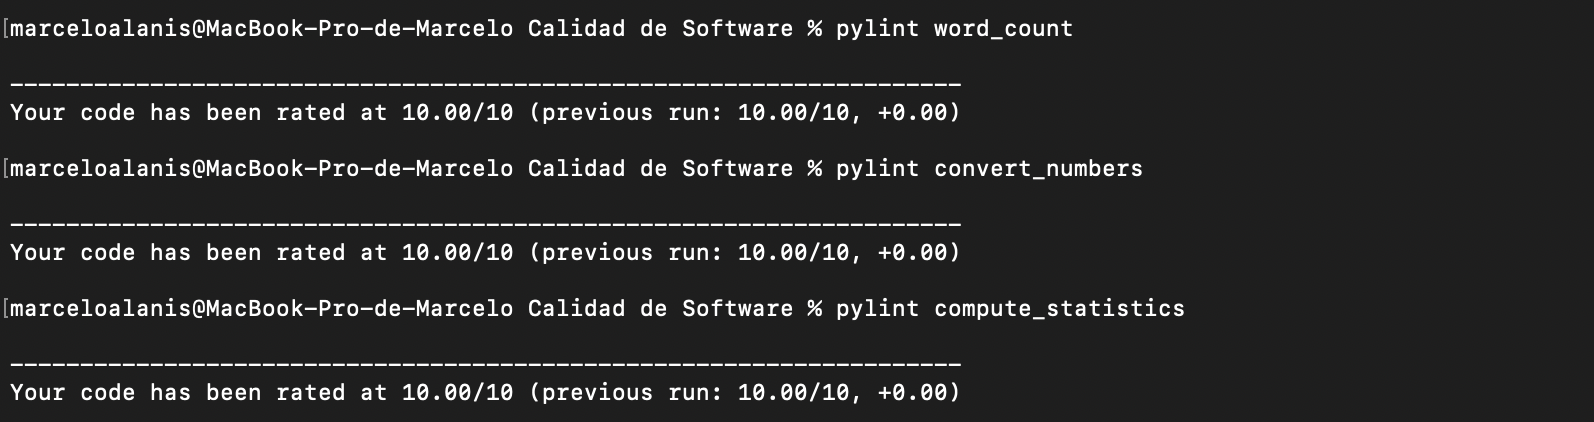 [marceloalanis@MacBook-Pro-de-Marcelo Calidad de Software % pylint word_count
--------------------------------------------------------------------
Your code has been rated at 10.00/10 (previous run: 10.00/10, +0.00)
[marceloalanis@MacBook-Pro-de-Marcelo Calidad de Software % pylint convert_numbers
--------------------------------------------------------------------
Your code has been rated at 10.00/10 (previous run: 10.00/10, +0.00)
[marceloalanis@MacBook-Pro-de-Marcelo Calidad de Software % pylint compute_statistics
--------------------------------------------------------------------
Your code has been rated at 10.00/10 (previous run: 10.00/10, +0.00)